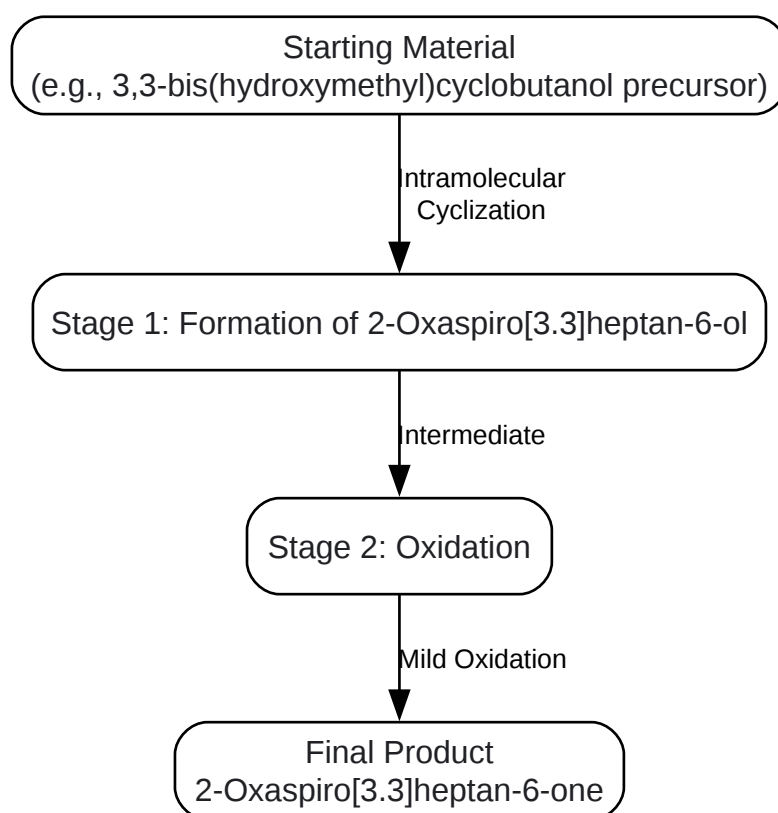 Starting Material
(e.g., 3,3-bis(hydroxymethyl)cyclobutanol precursor)
Intramolecular
Cyclization
Stage 1: Formation of 2-Oxaspiro[3.3]heptan-6-ol
Intermediate
Stage 2: Oxidation
Mild Oxidation
Final Product
2-Oxaspiro[3.3]heptan-6-one